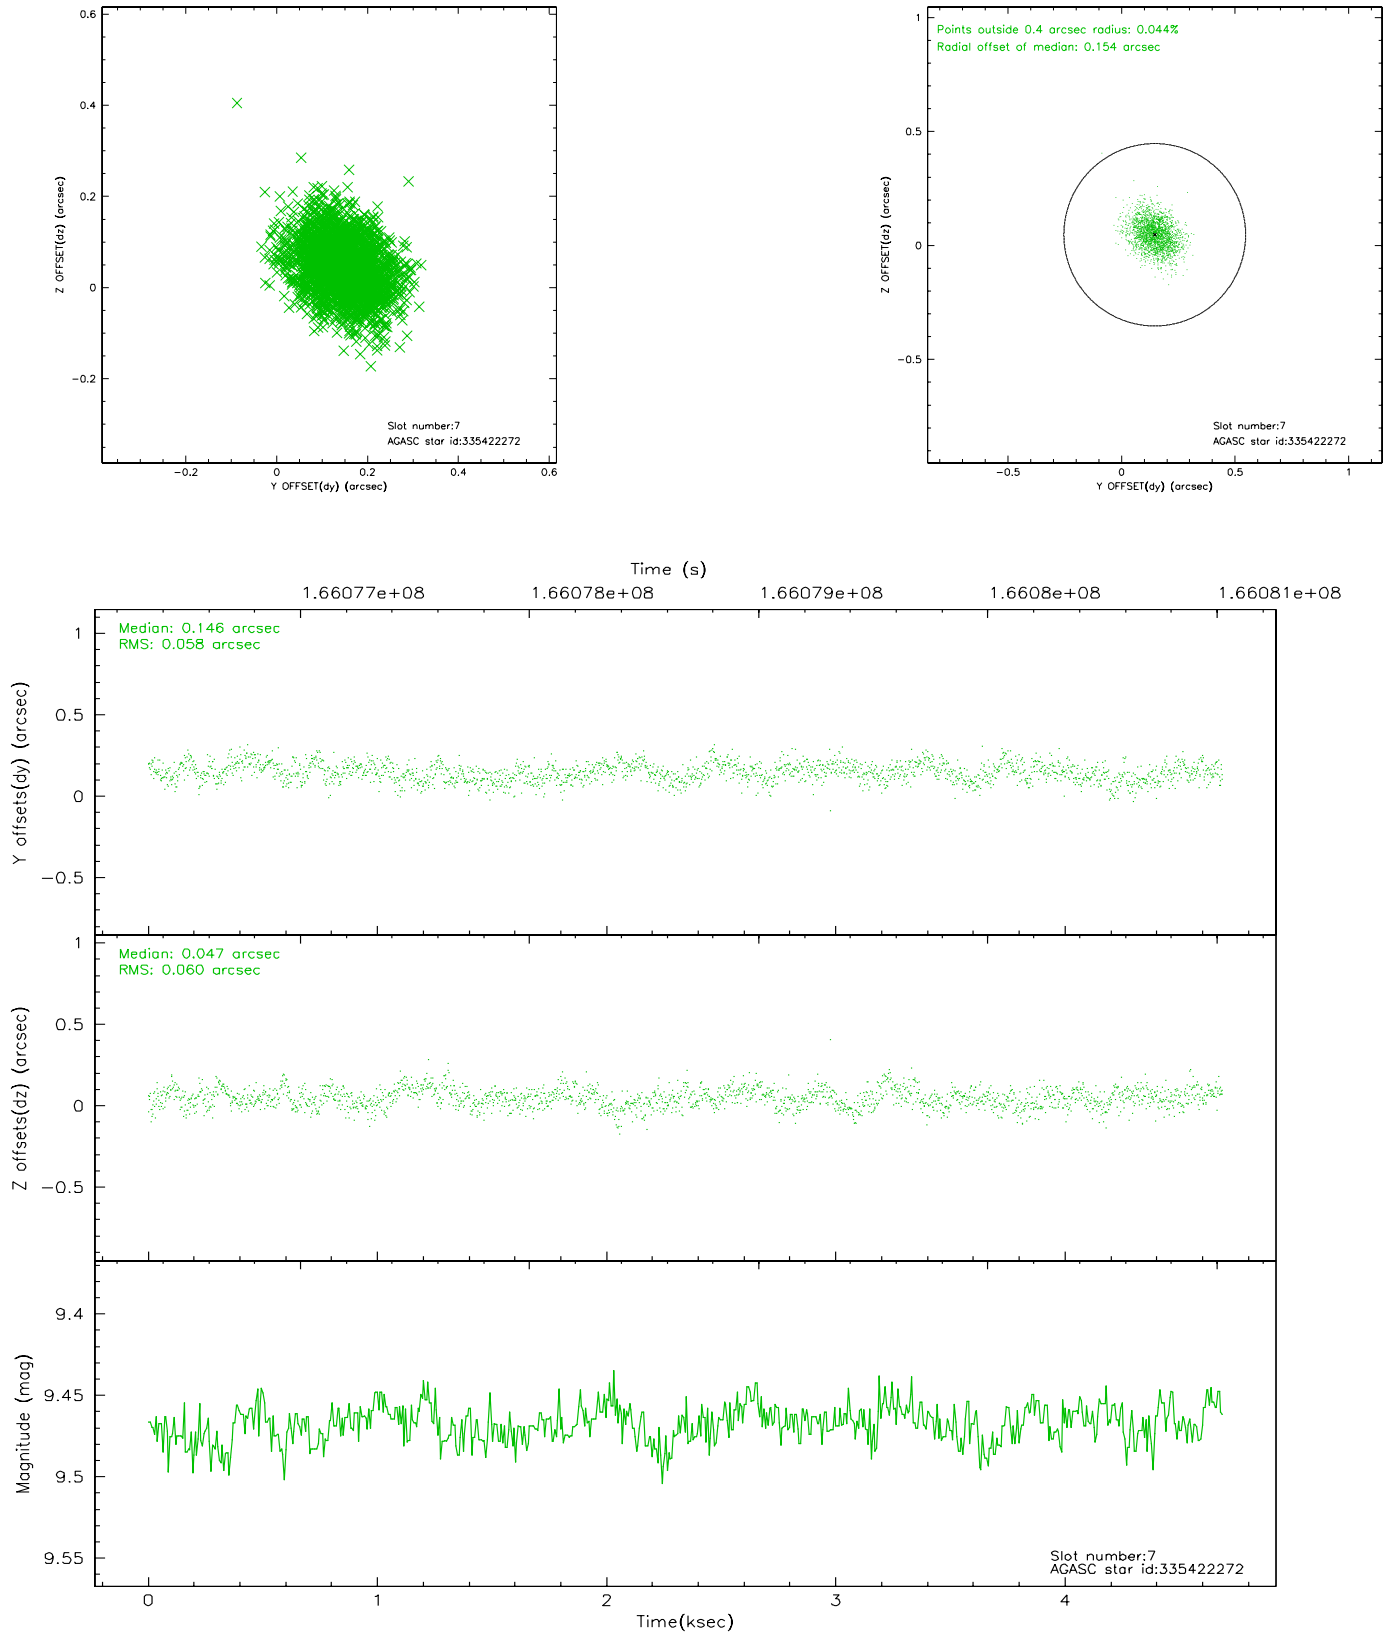 0.6
0.4
0.2
0
−0.2
Z OFFSET(dz) (arcsec)
Slot number:7
AGASC star id:335422272
−0.2 0 0.2 0.4 0.6
Y OFFSET(dy) (arcsec)
Points outside 0.4 arcsec radius: 0.044%
Radial offset of median: 0.154 arcsec
1
0.5
0
−0.5
Z OFFSET(dz) (arcsec)
Slot number:7
AGASC star id:335422272
−0.5 0 0.5 1
Y OFFSET(dy) (arcsec)
Time (s)
1.66077e+08 1.66078e+08 1.66079e+08 1.6608e+08 1.66081e+08
Median: 0.146 arcsec
RMS: 0.058 arcsec
1
0.5
0
−0.5
Y offsets(dy) (arcsec)
Median: 0.047 arcsec
RMS: 0.060 arcsec
1
0.5
0
−0.5
Z offsets(dz) (arcsec)
9.4
9.45
9.5
9.55
Magnitude (mag)
Slot number:7
AGASC star id:335422272
0 1 2 3 4
Time(ksec)